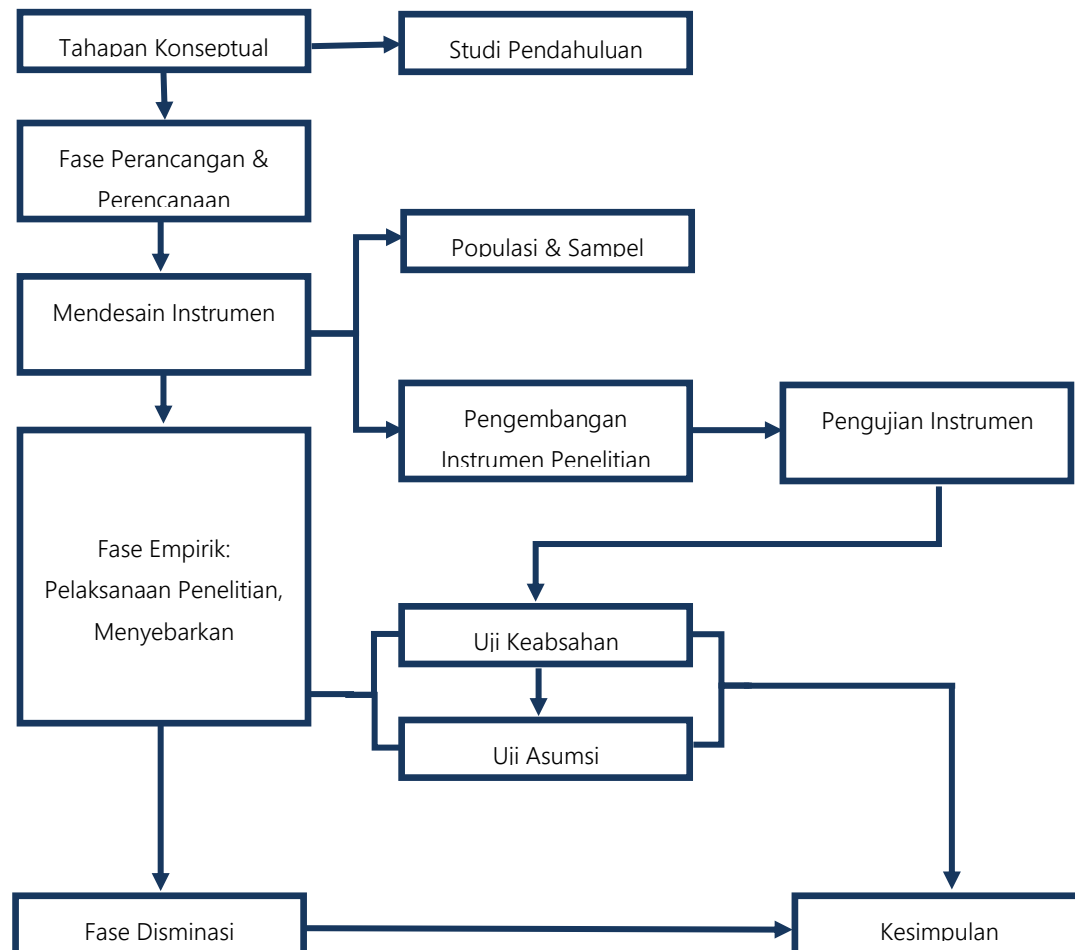 Tahapan Konseptual
Studi Pendahuluan
Fase Perancangan &
Perencanaan
Populasi & Sampel
Mendesain Instrumen
Pengembangan
Instrumen Penelitian
Pengujian Instrumen
Fase Empirik:
Pelaksanaan Penelitian,
Menyebarkan
Uji Keabsahan
Uji Asumsi
Fase Disminasi
Kesimpulan